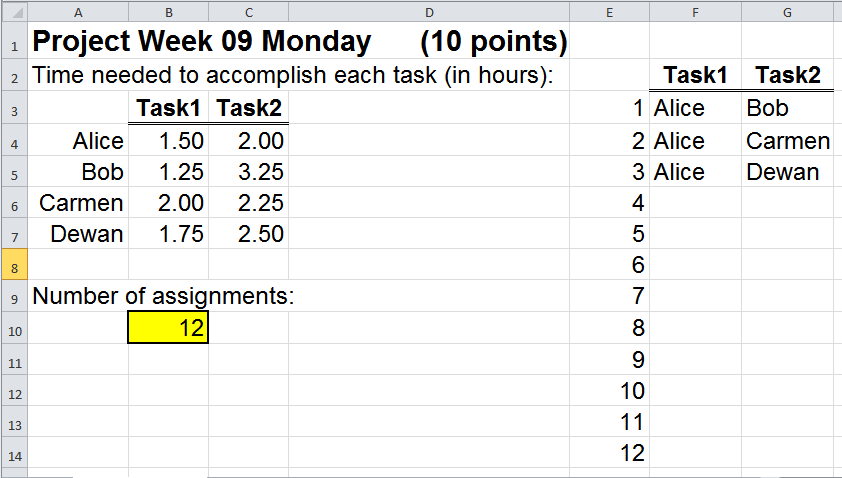 A B C D E F G
1 Project Week 09 Monday (10 points)
2 Time needed to accomplish each task (in hours): Task1 Task2
3 Task1 Task2 1 Alice Bob
4 Alice 1.50 2.00 2 Alice Carmen
5 Bob 1.25 3.25 3 Alice Dewan
6 Carmen 2.00 2.25 4
7 Dewan 1.75 2.50 5
8 6
9 Number of assignments: 7
10 12 8
11 9
12 10
13 11
14 12